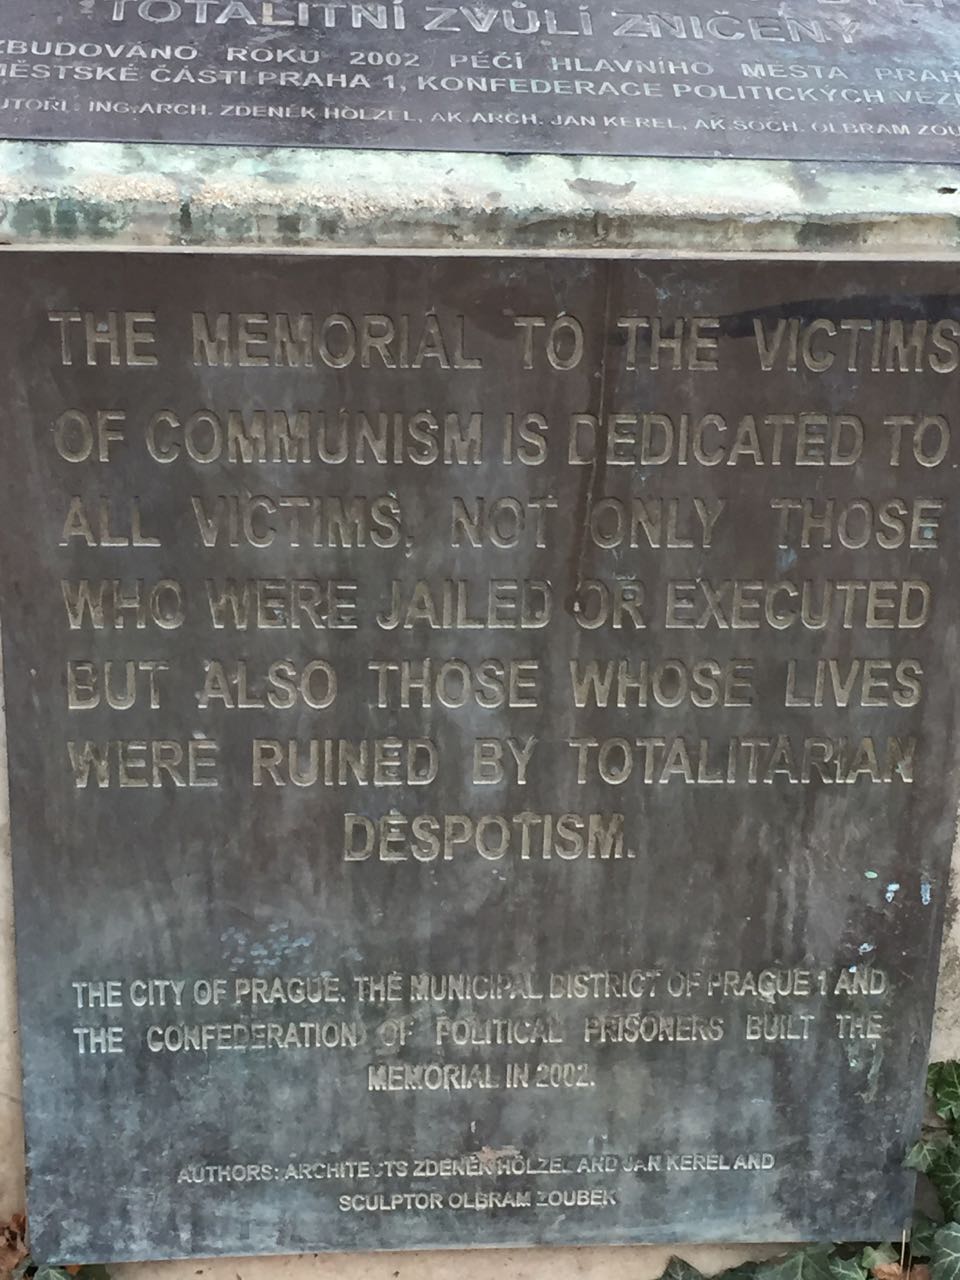 TOTALITNÍ ZVŮLÍ ZNIČENY
ZBUDOVÁNO ROKU 2002 PÉČÍ HLAVNÍHO MĚSTA
MĚSTSKÉ ČÁSTI PRAHA 1, KONFEDERACE POLITICKÝCH
ING.ARCH. ZDENĚK HÖLZEL, AK.ARCH. JAN KEREL, AK.SOCH. OLBRAM
THE MEMORIAL TO THE VICTIMS
OF COMMUNISM IS DEDICATED TO
ALL VICTIMS, NOT ONLY THOSE
WHO WERE JAILED OR EXECUTED
BUT ALSO THOSE WHOSE LIVES
WERE RUINED BY TOTALITARIAN
DESPOTISM.
THE CITY OF PRAGUE, THE MUNICIPAL DISTRICT OF PRAGUE 1 AND
THE CONFEDERATION OF POLITICAL PRISONERS BUILT THE
MEMORIAL IN 2002.
AUTHORS: ARCHITECTS ZDENĚK HÖLZEL AND JAN KEREL AND
SCULPTOR OLBRAM ZOUBEK